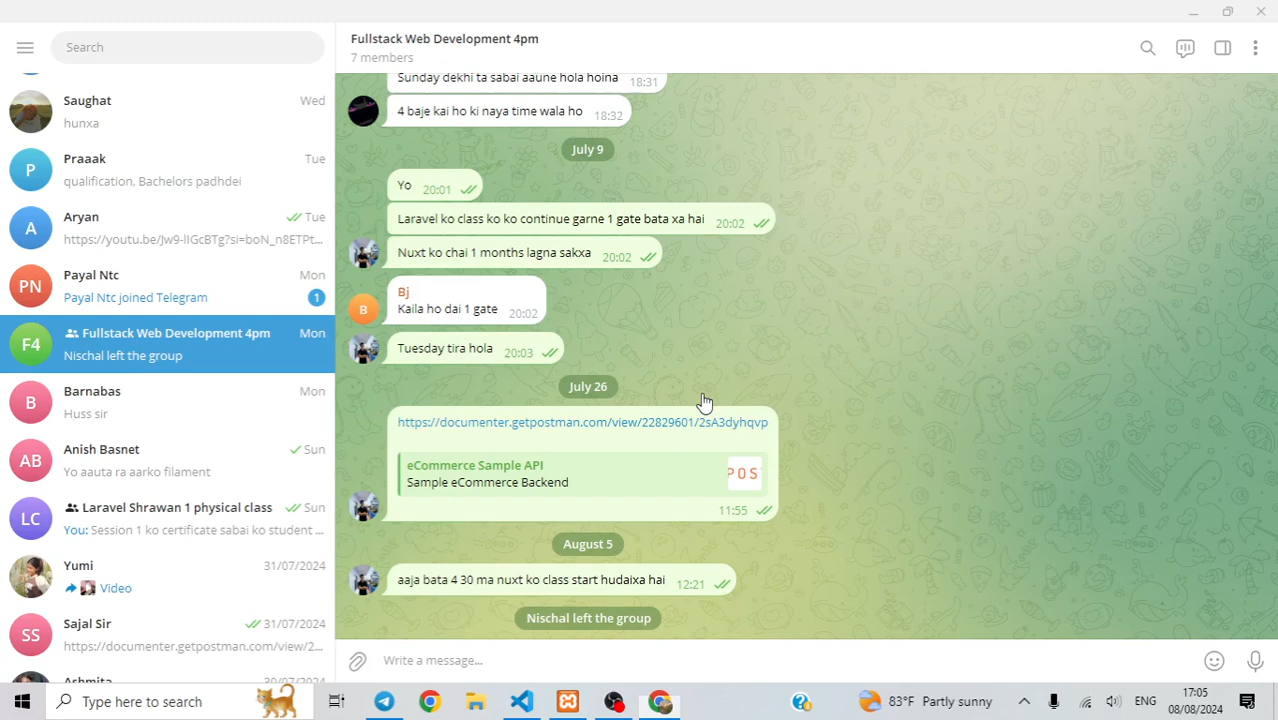 Search
Saughat Wed
hunxa
P Praaak Tue
qualification, Bachelors padhdei
A Aryan Tue
https://youtu.be/Jw9-lIGcBTg?si=boN_n8ETPt...
PN Payal Ntc Mon
Payal Ntc joined Telegram 1
F4 Fullstack Web Development 4pm Mon
Nischal left the group
B Barnabas Mon
Huss sir
AB Anish Basnet Sun
Yo aauta ra aarko filament
LC Laravel Shrawan 1 physical class Sun
You: Session 1 ko certificate sabai ko student ...
Yumi 31/07/2024
Video
SS Sajal Sir 31/07/2024
https://documenter.getpostman.com/view/2...
Ashmita 30/07/2024
Fullstack Web Development 4pm
7 members
Sunday dekhi ta sabai aaune hola hoina 18:31
4 baje kai ho ki naya time wala ho 18:32
July 9
Yo 20:01
Laravel ko class ko ko continue garne 1 gate bata xa hai 20:02
Nuxt ko chai 1 months lagna sakxa 20:02
Bj
B Kaila ho dai 1 gate 20:02
Tuesday tira hola 20:03
July 26
https://documenter.getpostman.com/view/22829601/2sA3dyhqvp
eCommerce Sample API
Sample eCommerce Backend
POS
11:55
August 5
aaja bata 4 30 ma nuxt ko class start hudaixa hai 12:21
Nischal left the group
Write a message...
Type here to search
83°F Partly sunny
ENG
17:05
08/08/2024